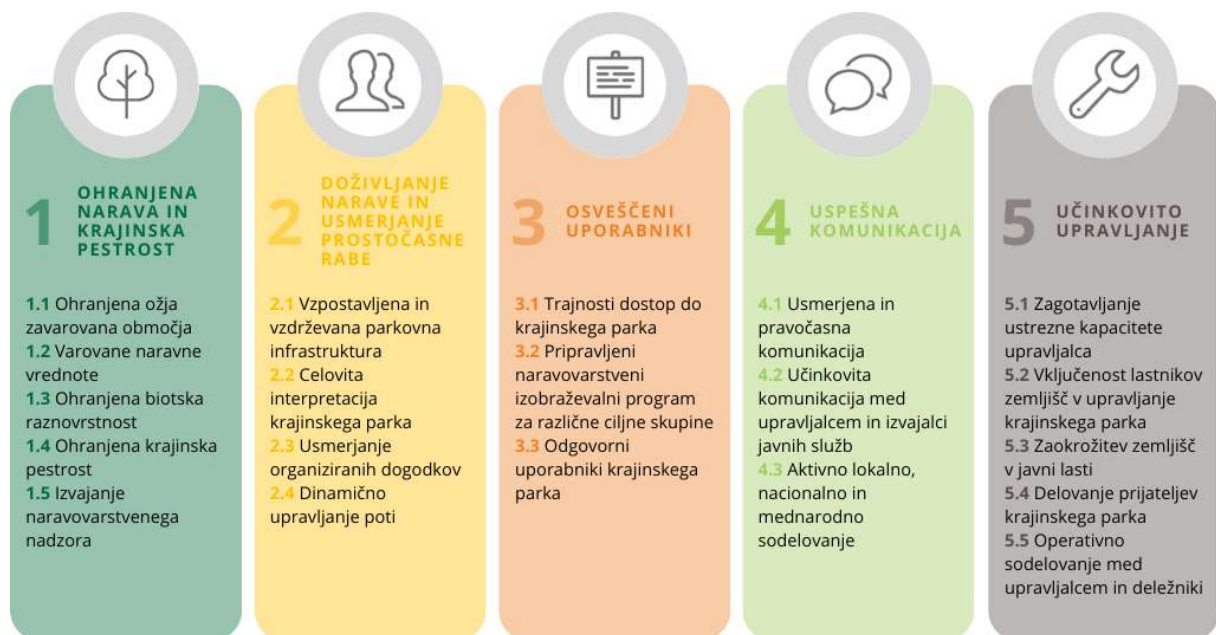 1
OHRANJENA
NARAVA IN
KRAJINSKA
PESTROST
1.1 Ohranjena ožja
zavarovana območja
1.2 Varovane naravne
vrednote
1.3 Ohranjena biotska
raznovrstnost
1.4 Ohranjena krajinska
pestrost
1.5 Izvajanje
naravovarstvenega
nadzora
2
DOŽIVLJANJE
NARAVE IN
USMERJANJE
PROSTOČASNE
RABE
2.1 Vzpostavljena in
vzdrževana parkovna
infrastruktura
2.2 Celovita
interpretacija
krajinskega parka
2.3 Usmerjanje
organiziranih dogodkov
2.4 Dinamično
upravljanje poti
3
OSVEŠČENI
UPORABNIKI
3.1 Trajnosti dostop do
krajinskega parka
3.2 Pripravljeni
naravovarstveni
izobraževalni program
za različne ciljne skupine
3.3 Odgovorni
uporabniki krajinskega
parka
4
USPEŠNA
KOMUNIKACIJA
4.1 Usmerjena in
pravočasna
komunikacija
4.2 Učinkovita
komunikacija med
upravljalcem in izvajalci
javnih služb
4.3 Aktivno lokalno,
nacionalno in
mednarodno
sodelovanje
5
UČINKOVITO
UPRAVLJANJE
5.1 Zagotavljanje
ustrezne kapacitete
upravljalca
5.2 Vključenost lastnikov
zemljišč v upravljanje
krajinskega parka
5.3 Zaokrožitev zemljišč
v javni lasti
5.4 Delovanje prijateljev
krajinskega parka
5.5 Operativno
sodelovanje med
upravljalcem in deležniki